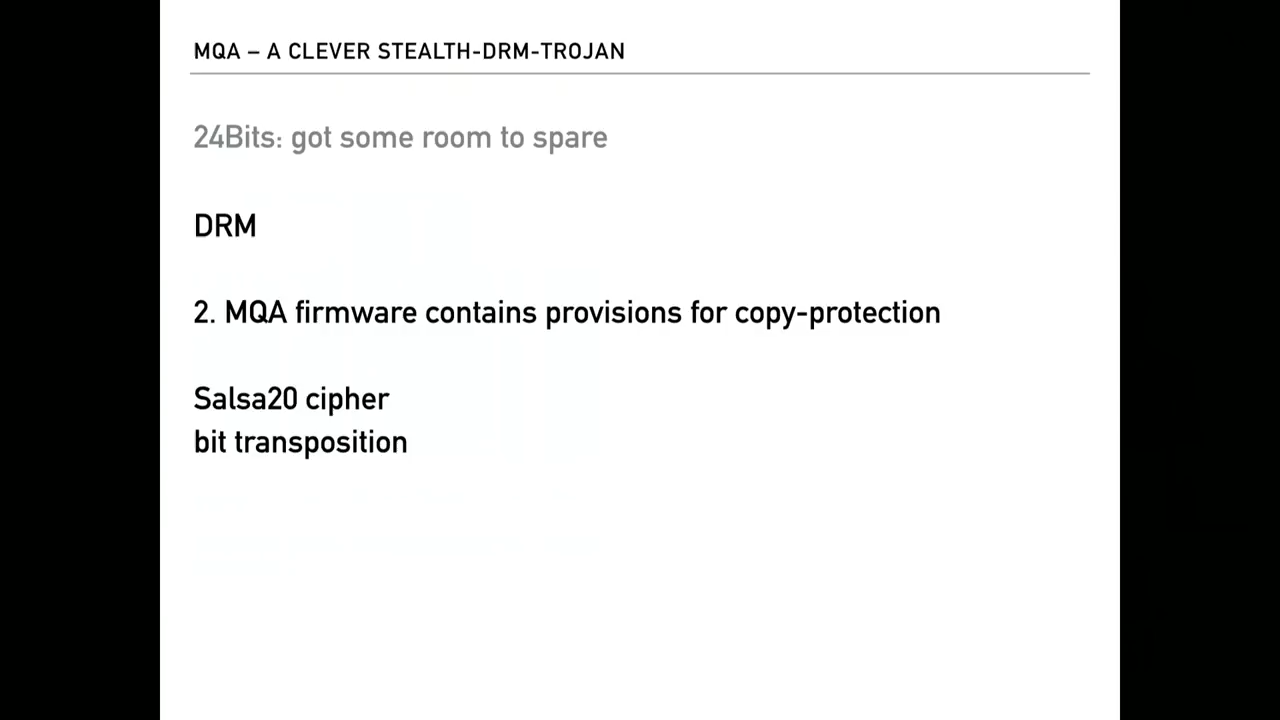 MQA – A CLEVER STEALTH-DRM-TROJAN
24Bits: got some room to spare
DRM
2. MQA firmware contains provisions for copy-protection
Salsa20 cipher
bit transposition